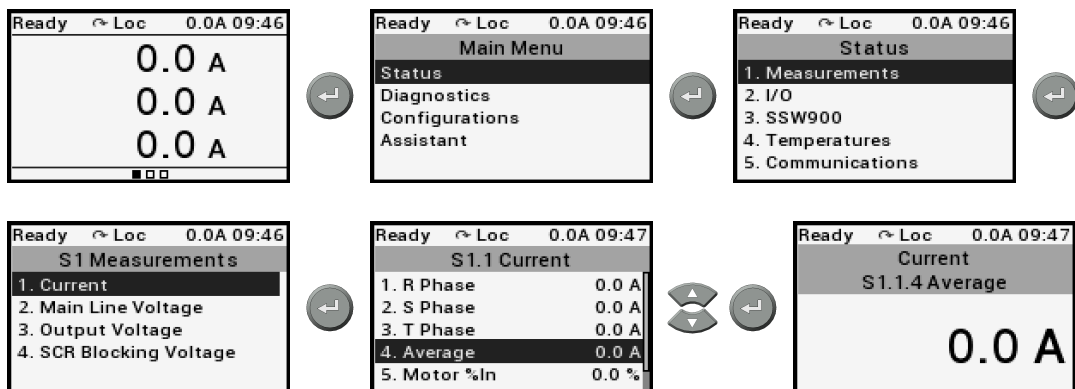 Ready Loc 0.0A 09:46
0.0 A
0.0 A
0.0 A
Ready Loc 0.0A 09:46
Main Menu
Status
Diagnostics
Configurations
Assistant
Ready Loc 0.0A 09:46
Status
1. Measurements
2. I/O
3. SSW900
4. Temperatures
5. Communications
Ready Loc 0.0A 09:46
S1 Measurements
1. Current
2. Main Line Voltage
3. Output Voltage
4. SCR Blocking Voltage
Ready Loc 0.0A 09:47
S1.1 Current
1. R Phase 0.0 A
2. S Phase 0.0 A
3. T Phase 0.0 A
4. Average 0.0 A
5. Motor %In 0.0 %
Ready Loc 0.0A 09:47
Current
S1.1.4 Average
0.0 A